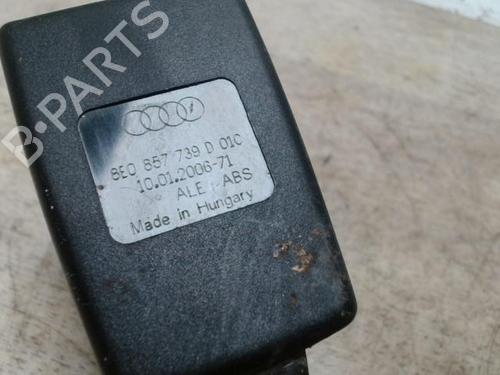 B-PARTS
8E0 857 739 D 01C
10.01.2006-71
ALE ABS
Made in Hungary